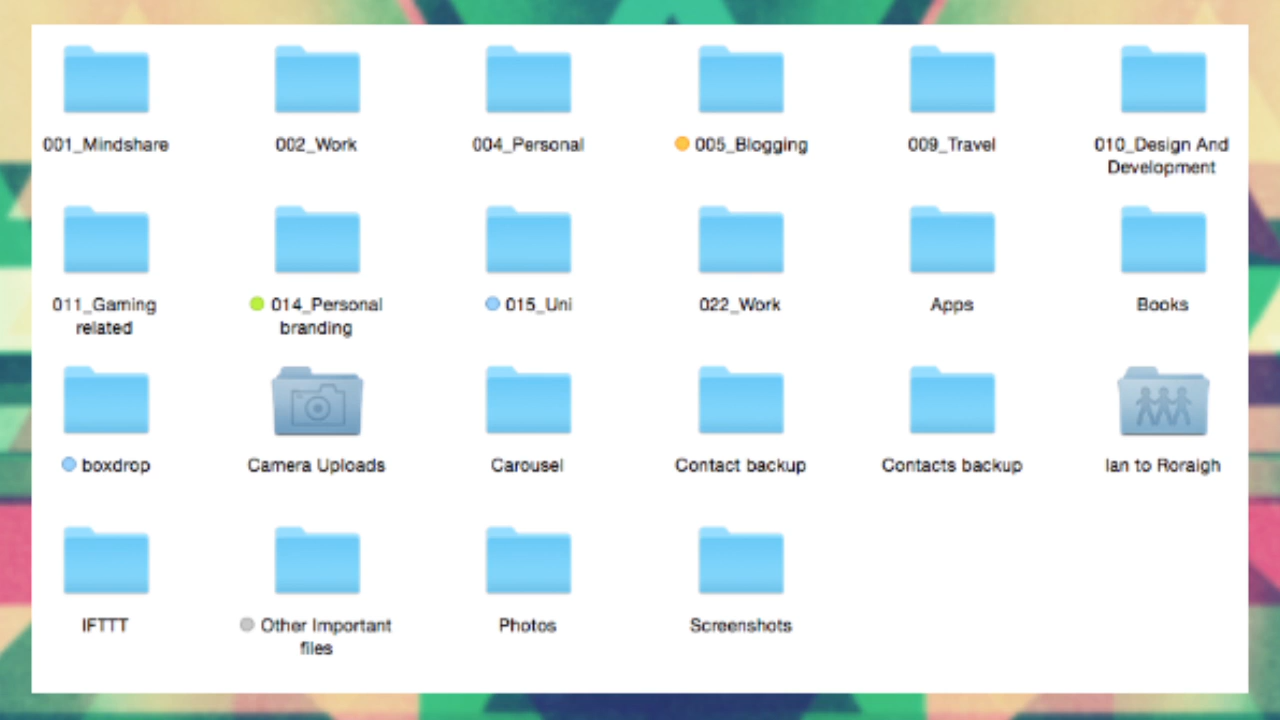 001_Mindshare
002_Work
004_Personal
005_Blogging
009_Travel
010_Design And
Development
011_Gaming
related
014_Personal
branding
015_Uni
022_Work
Apps
Books
boxdrop
Camera Uploads
Carousel
Contact backup
Contacts backup
Ian to Roraigh
IFTTT
Other Important
files
Photos
Screenshots